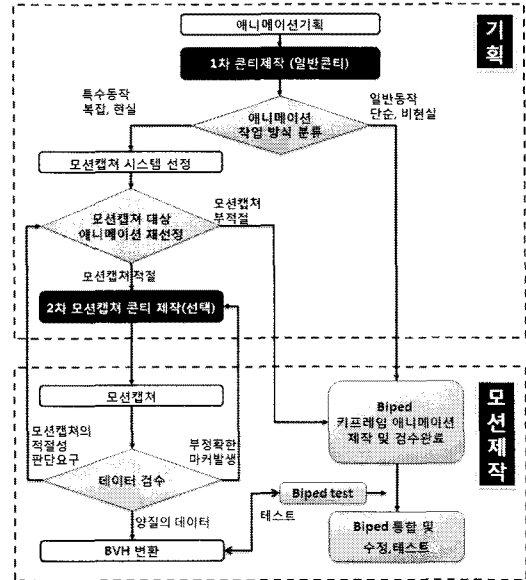 애니메이션기획
기획
1차 콘티제작 (일반콘티)
특수동작
복잡, 현실
애니메이션
작업 방식 분류
일반동작
단순, 비현실
모션캡쳐 시스템 선정
모션캡쳐 대상
애니메이션 재선정
모션캡쳐
부적절
모션캡쳐적절
2차 모션캡쳐 콘티 제작(선택)
모션캡쳐
Biped
키프레임 애니메이션
제작 및 검수완료
모션제작
모션캡쳐의
적절성
판단요구
데이터 검수
부정확한
마커발생
양질의 데이터
Biped test
테스트
BVH 변환
Biped 통합 및
수정,테스트